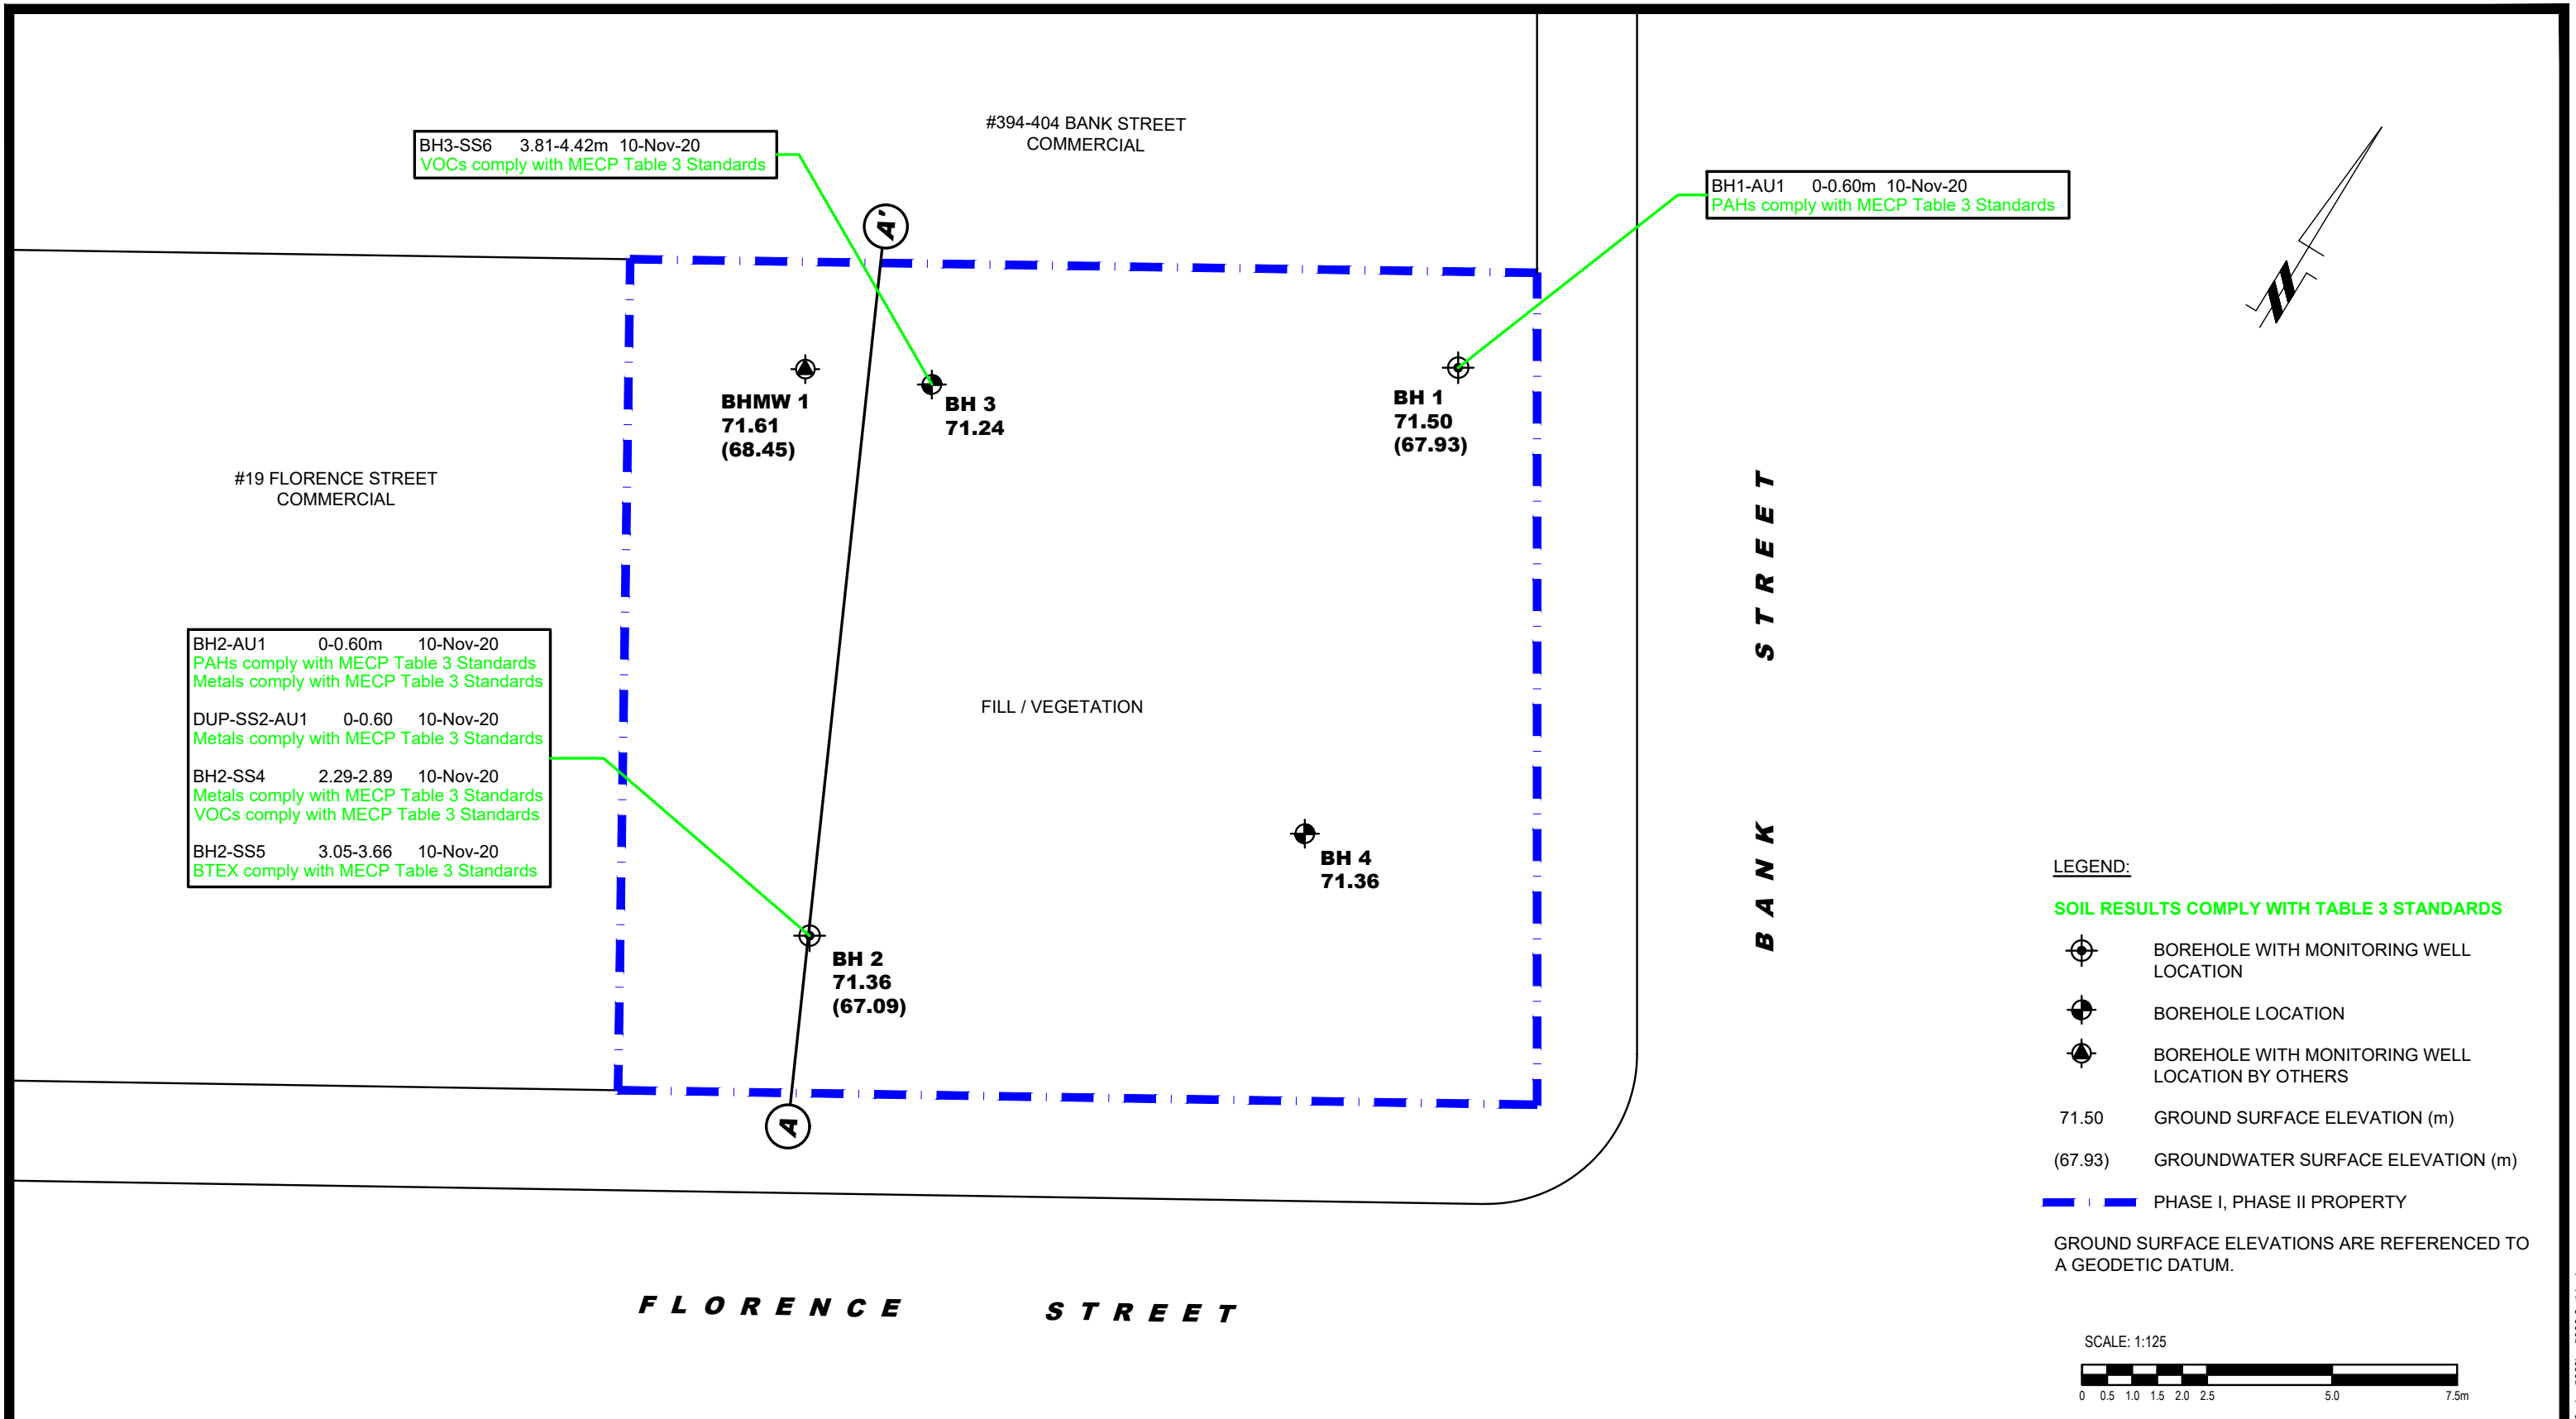 #394-404 BANK STREET
COMMERCIAL
BH3-SS6 3.81-4.42m 10-Nov-20
VOCs comply with MECP Table 3 Standards
BH1-AU1 0-0.60m 10-Nov-20
PAHs comply with MECP Table 3 Standards
A'
BHMW 1
71.61
(68.45)
BH 3
71.24
BH 1
71.50
(67.93)
#19 FLORENCE STREET
COMMERCIAL
BANK STREET
BH2-AU1 0-0.60m 10-Nov-20
PAHs comply with MECP Table 3 Standards
Metals comply with MECP Table 3 Standards
DUP-SS2-AU1 0-0.60 10-Nov-20
Metals comply with MECP Table 3 Standards
BH2-SS4 2.29-2.89 10-Nov-20
Metals comply with MECP Table 3 Standards
VOCs comply with MECP Table 3 Standards
BH2-SS5 3.05-3.66 10-Nov-20
BTEX comply with MECP Table 3 Standards
FILL / VEGETATION
BH 4
71.36
BH 2
71.36
(67.09)
A
FLORENCE STREET
LEGEND:
SOIL RESULTS COMPLY WITH TABLE 3 STANDARDS
BOREHOLE WITH MONITORING WELL
LOCATION
BOREHOLE LOCATION
BOREHOLE WITH MONITORING WELL
LOCATION BY OTHERS
71.50 GROUND SURFACE ELEVATION (m)
(67.93) GROUNDWATER SURFACE ELEVATION (m)
PHASE I, PHASE II PROPERTY
GROUND SURFACE ELEVATIONS ARE REFERENCED TO
A GEODETIC DATUM.
SCALE: 1:125
0 0.5 1.0 1.5 2.0 2.5 5.0 7.5m